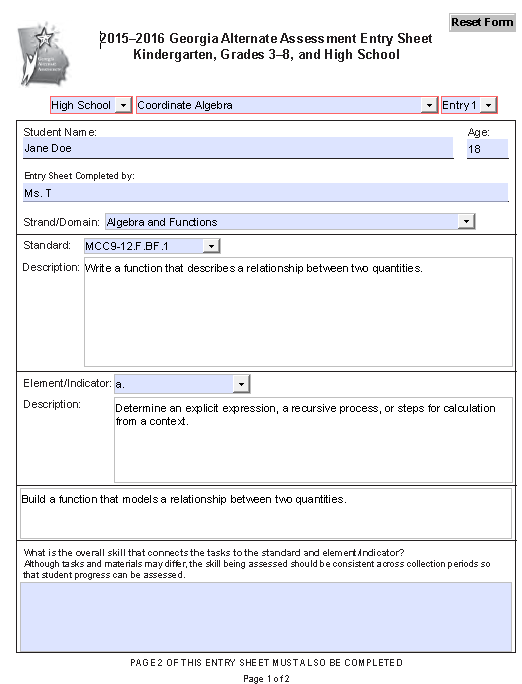 Reset Form
2015–2016 Georgia Alternate Assessment Entry Sheet
Kindergarten, Grades 3–8, and High School
Georgia
Alternate
Assessment
High School
Coordinate Algebra
Entry 1
Student Name:
Age:
Jane Doe
18
Entry Sheet Completed by:
Ms. T
Strand/Domain: Algebra and Functions
Standard: MCC9-12.F.BF.1
Description: Write a function that describes a relationship between two quantities.
Element/Indicator: a.
Description: Determine an explicit expression, a recursive process, or steps for calculation
from a context.
Build a function that models a relationship between two quantities.
What is the overall skill that connects the tasks to the standard and element/indicator?
Although tasks and materials may differ, the skill being assessed should be consistent across collection periods so
that student progress can be assessed.
PAGE 2 OF THIS ENTRY SHEET MUST ALSO BE COMPLETED
Page 1 of 2